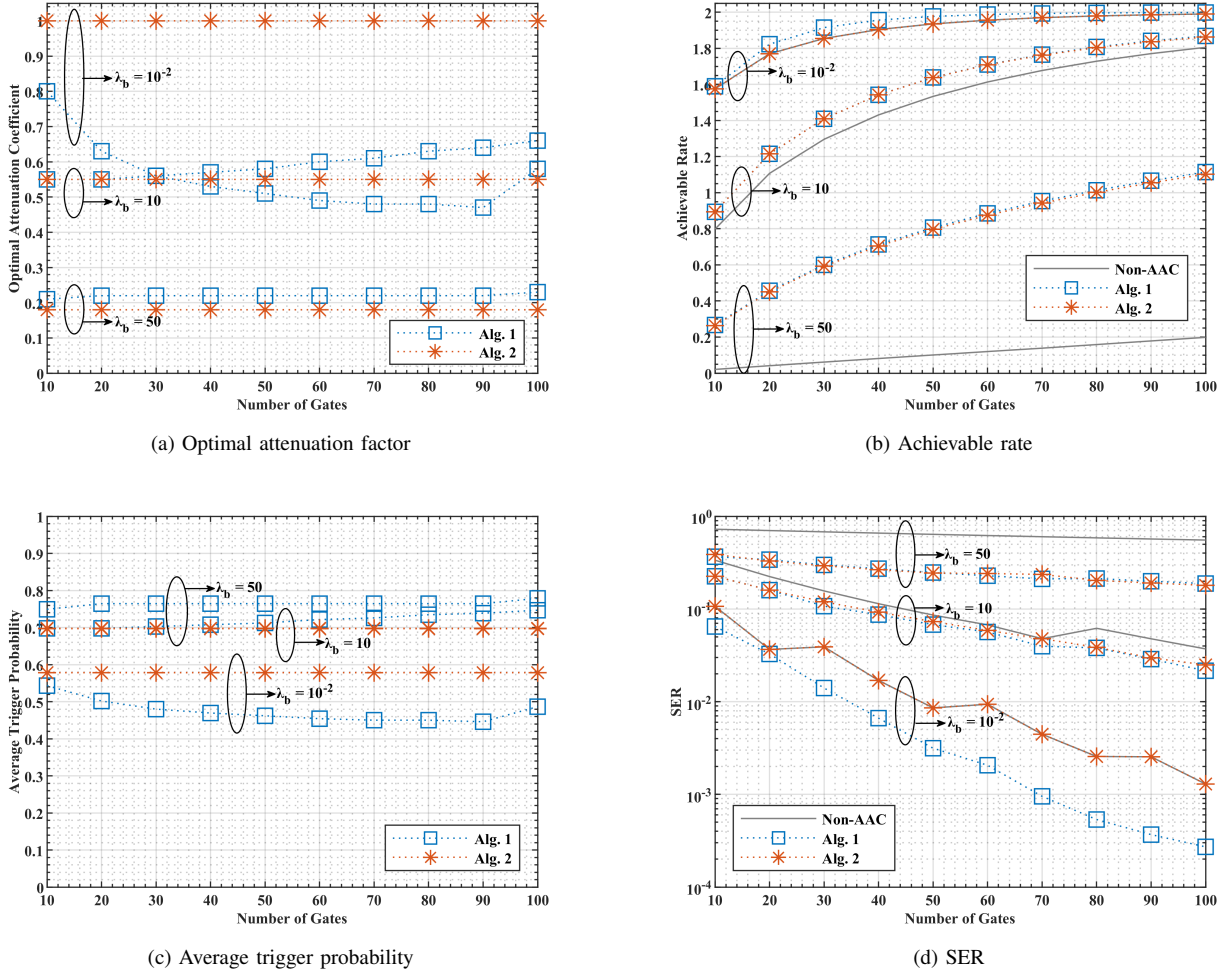 Optimal Attenuation Coefficient
1
0.9
0.8
0.7
0.6
0.5
0.4
0.3
0.2
0.1
0
λb = 10-2
λb = 10
λb = 50
Alg. 1
Alg. 2
10 20 30 40 50 60 70 80 90 100
Number of Gates
(a) Optimal attenuation factor
Achievable Rate
2
1.8
1.6
1.4
1.2
1
0.8
0.6
0.4
0.2
0
λb = 10-2
λb = 10
λb = 50
Non-AAC
Alg. 1
Alg. 2
10 20 30 40 50 60 70 80 90 100
Number of Gates
(b) Achievable rate
Average Trigger Probability
1
0.9
0.8
0.7
0.6
0.5
0.4
0.3
0.2
0.1
0
λb = 50
λb = 10
λb = 10-2
Alg. 1
Alg. 2
10 20 30 40 50 60 70 80 90 100
Number of Gates
(c) Average trigger probability
SER
100
10-1
10-2
10-3
10-4
λb = 50
λb = 10
λb = 10-2
Non-AAC
Alg. 1
Alg. 2
10 20 30 40 50 60 70 80 90 100
Number of Gates
(d) SER